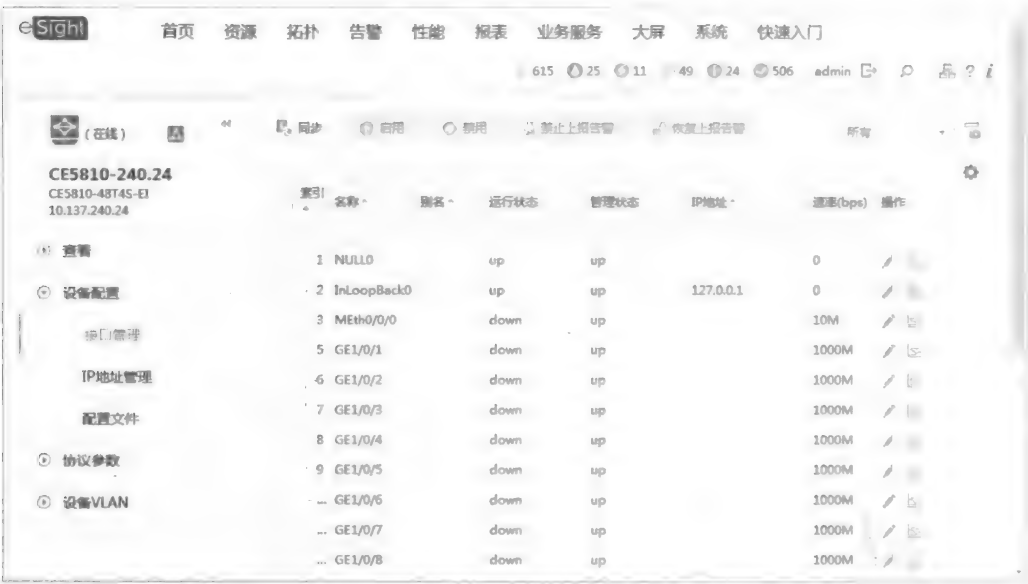 eSight 首页 资源 拓扑 告警 性能 报表 业务服务 大屏 系统 快速入门
615 25 11 49 24 506 admin ?  i
(在线)
同步 启用 禁用 禁止上报告警 恢复上报告警 所有
CE5810-240.24
CE5810-48T4S-EI
10.137.240.24
查看
设备配置
接口管理
IP地址管理
配置文件
协议参数
设备VLAN
索引 名称 别名 运行状态 管理状态 IP地址 速率(bps) 操作
1 NULL0 up up 0
2 InLoopBack0 up up 127.0.0.1 0
3 MEth0/0/0 down up 10M
5 GE1/0/1 down up 1000M
6 GE1/0/2 down up 1000M
7 GE1/0/3 down up 1000M
8 GE1/0/4 down up 1000M
9 GE1/0/5 down up 1000M
... GE1/0/6 down up 1000M
... GE1/0/7 down up 1000M
... GE1/0/8 down up 1000M